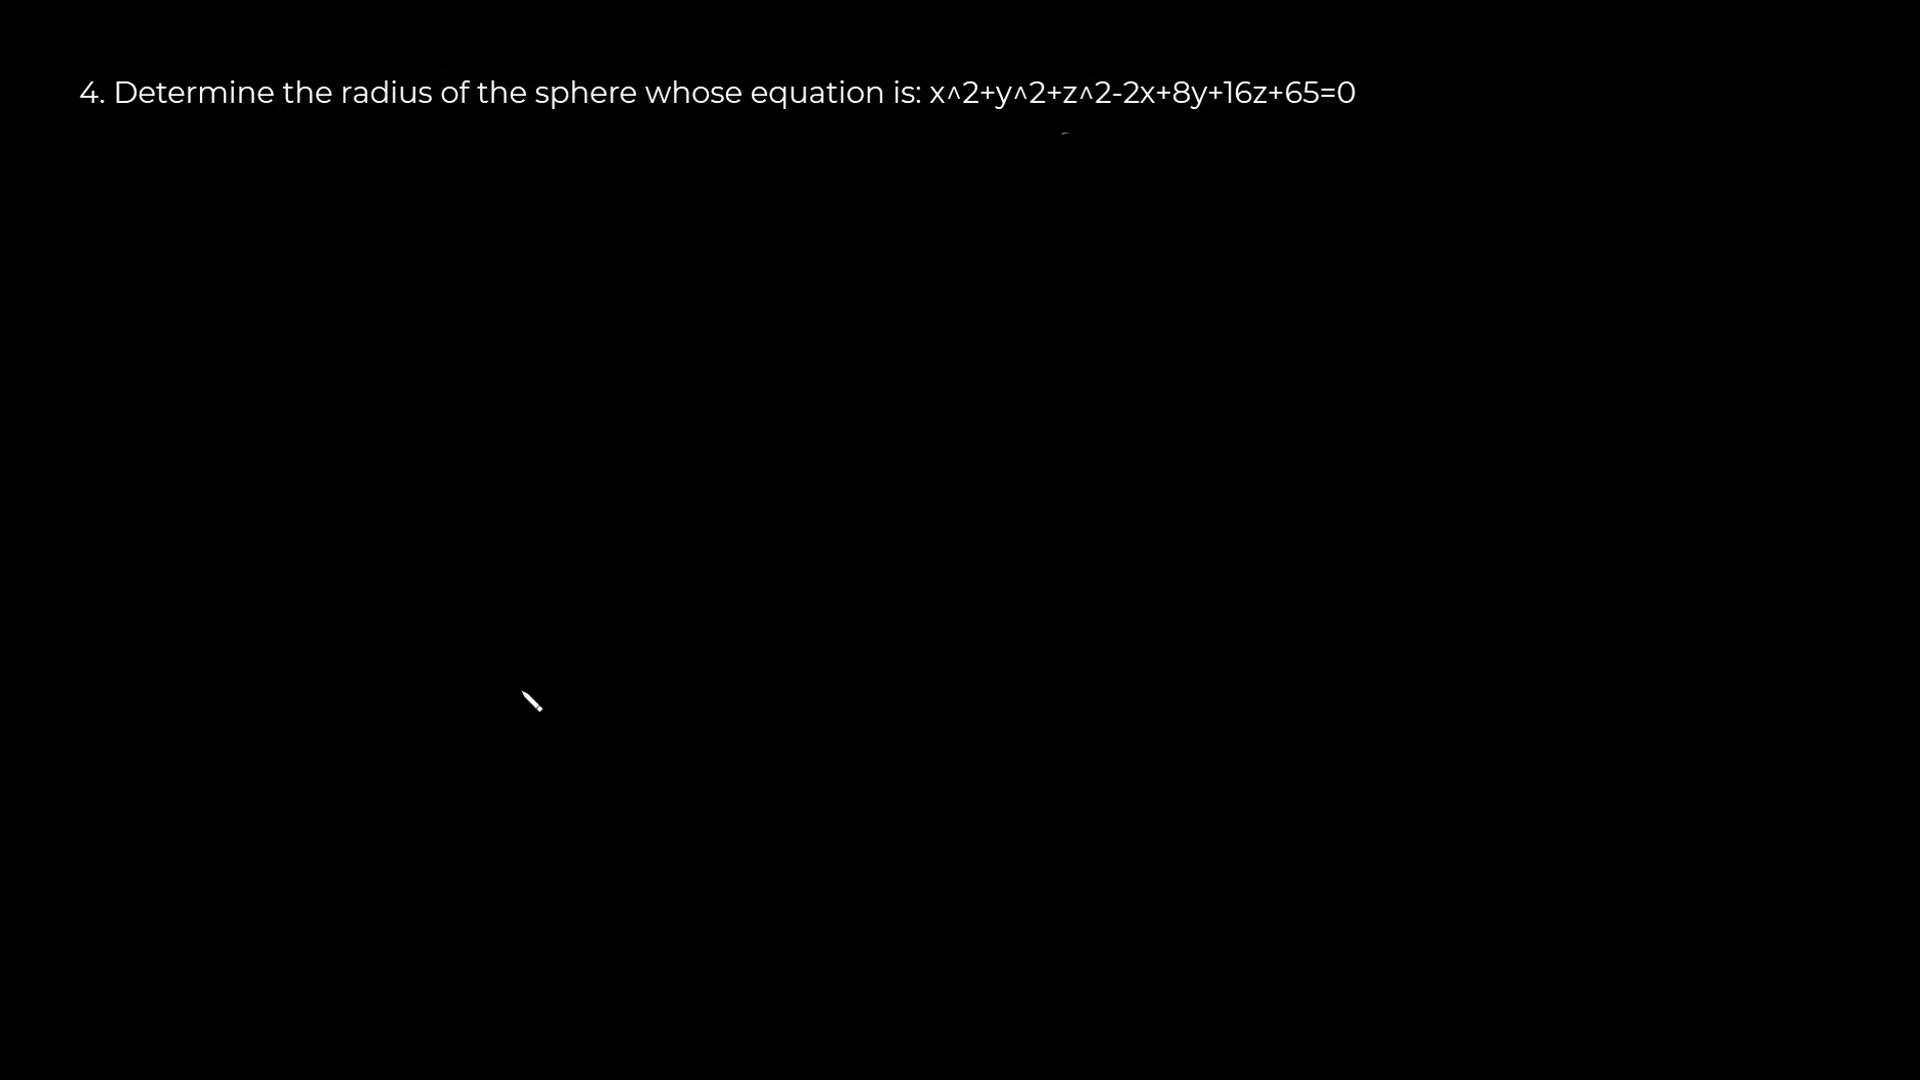 4. Determine the radius of the sphere whose equation is: x^2+y^2+z^2-2x+8y+16z+65=0